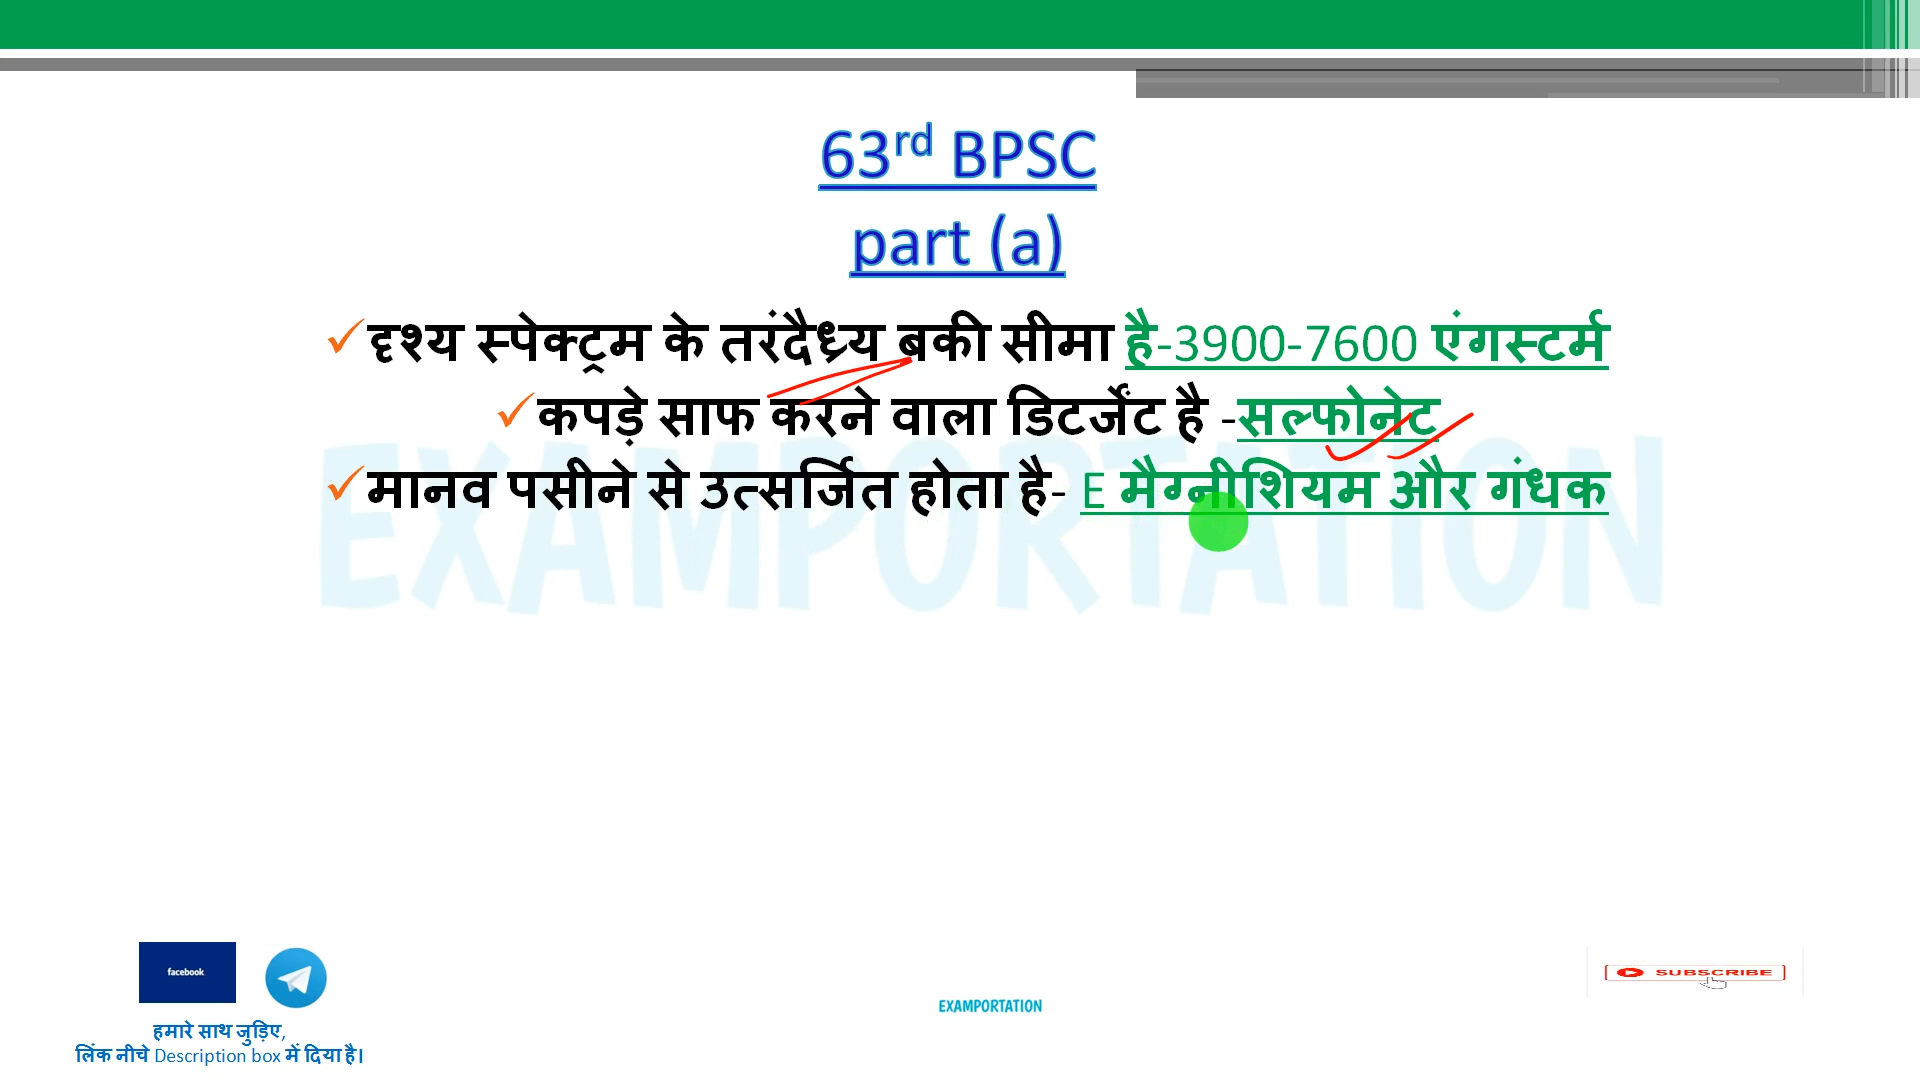 63rd BPSC
part (a)
दृश्य स्पेक्ट्रम के तरंदैध्र्य बकी सीमा है-3900-7600 एंगस्टर्म
कपड़े साफ करने वाला डिटर्जेंट है -सल्फोनेट
मानव पसीने से उत्सर्जित होता है- E मैग्नीशियम और गंधक
EXAMPORTATION
facebook
SUBSCRIBE
EXAMPORTATION
हमारे साथ जुड़िए,
लिंक नीचे Description box में दिया है।